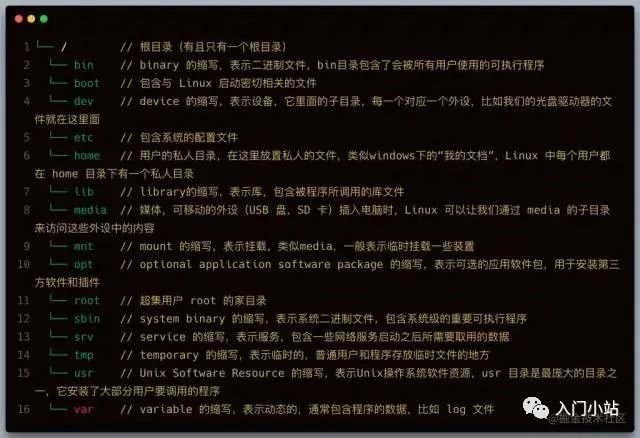 1 └── / // 根目录（有且只有一个根目录）
2 └── bin // binary 的缩写，表示二进制文件，bin目录包含了会被所有用户使用的可执行程序
3 └── boot // 包含与 Linux 启动密切相关的文件
4 └── dev // device 的缩写，表示设备，它里面的子目录，每一个对应一个外设，比如我们的光盘驱动器的文
件就在这里面
5 └── etc // 包含系统的配置文件
6 └── home // 用户的私人目录，在这里放置私人的文件，类似windows下的“我的文档”，Linux 中每个用户都
在 home 目录下有一个私人目录
7 └── lib // library的缩写，表示库，包含被程序所调用的库文件
8 └── media // 媒体，可移动的外设（USB 盘、SD 卡）插入电脑时，Linux 可以让我们通过 media 的子目录
来访问这些外设中的内容
9 └── mnt // mount 的缩写，表示挂载，类似media，一般表示临时挂载一些装置
10 └── opt // optional application software package 的缩写，表示可选的应用软件包，用于安装第三
方软件和插件
11 └── root // 超集用户 root 的家目录
12 └── sbin // system binary 的缩写，表示系统二进制文件，包含系统级的重要可执行程序
13 └── srv // service 的缩写，表示服务，包含一些网络服务启动之后所需要取用的数据
14 └── tmp // temporary 的缩写，表示临时的，普通用户和程序存放临时文件的地方
15 └── usr // Unix Software Resource 的缩写，表示Unix操作系统软件资源，usr 目录是最庞大的目录之
一，它安装了大部分用户要调用的程序
16 └── var // variable 的缩写，表示动态的，通常包含程序的数据，比如 log 文件
入门小站
@掘金技术社区